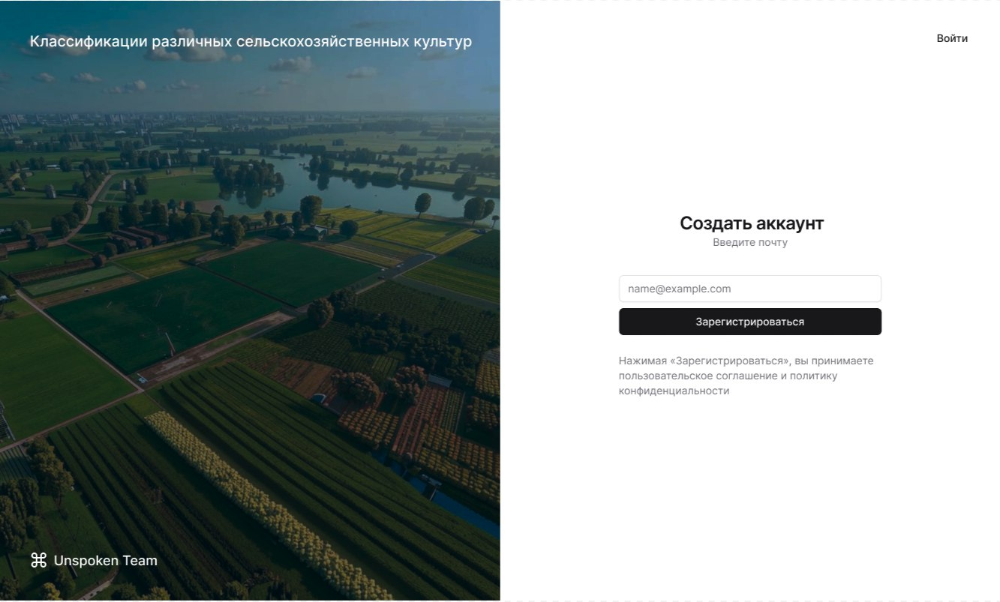 Классификации различных сельскохозяйственных культур
Войти
Создать аккаунт
Введите почту
name@example.com
Зарегистрироваться
Нажимая «Зарегистрироваться», вы принимаете
пользовательское соглашение и политику
конфиденциальности
Unspoken Team